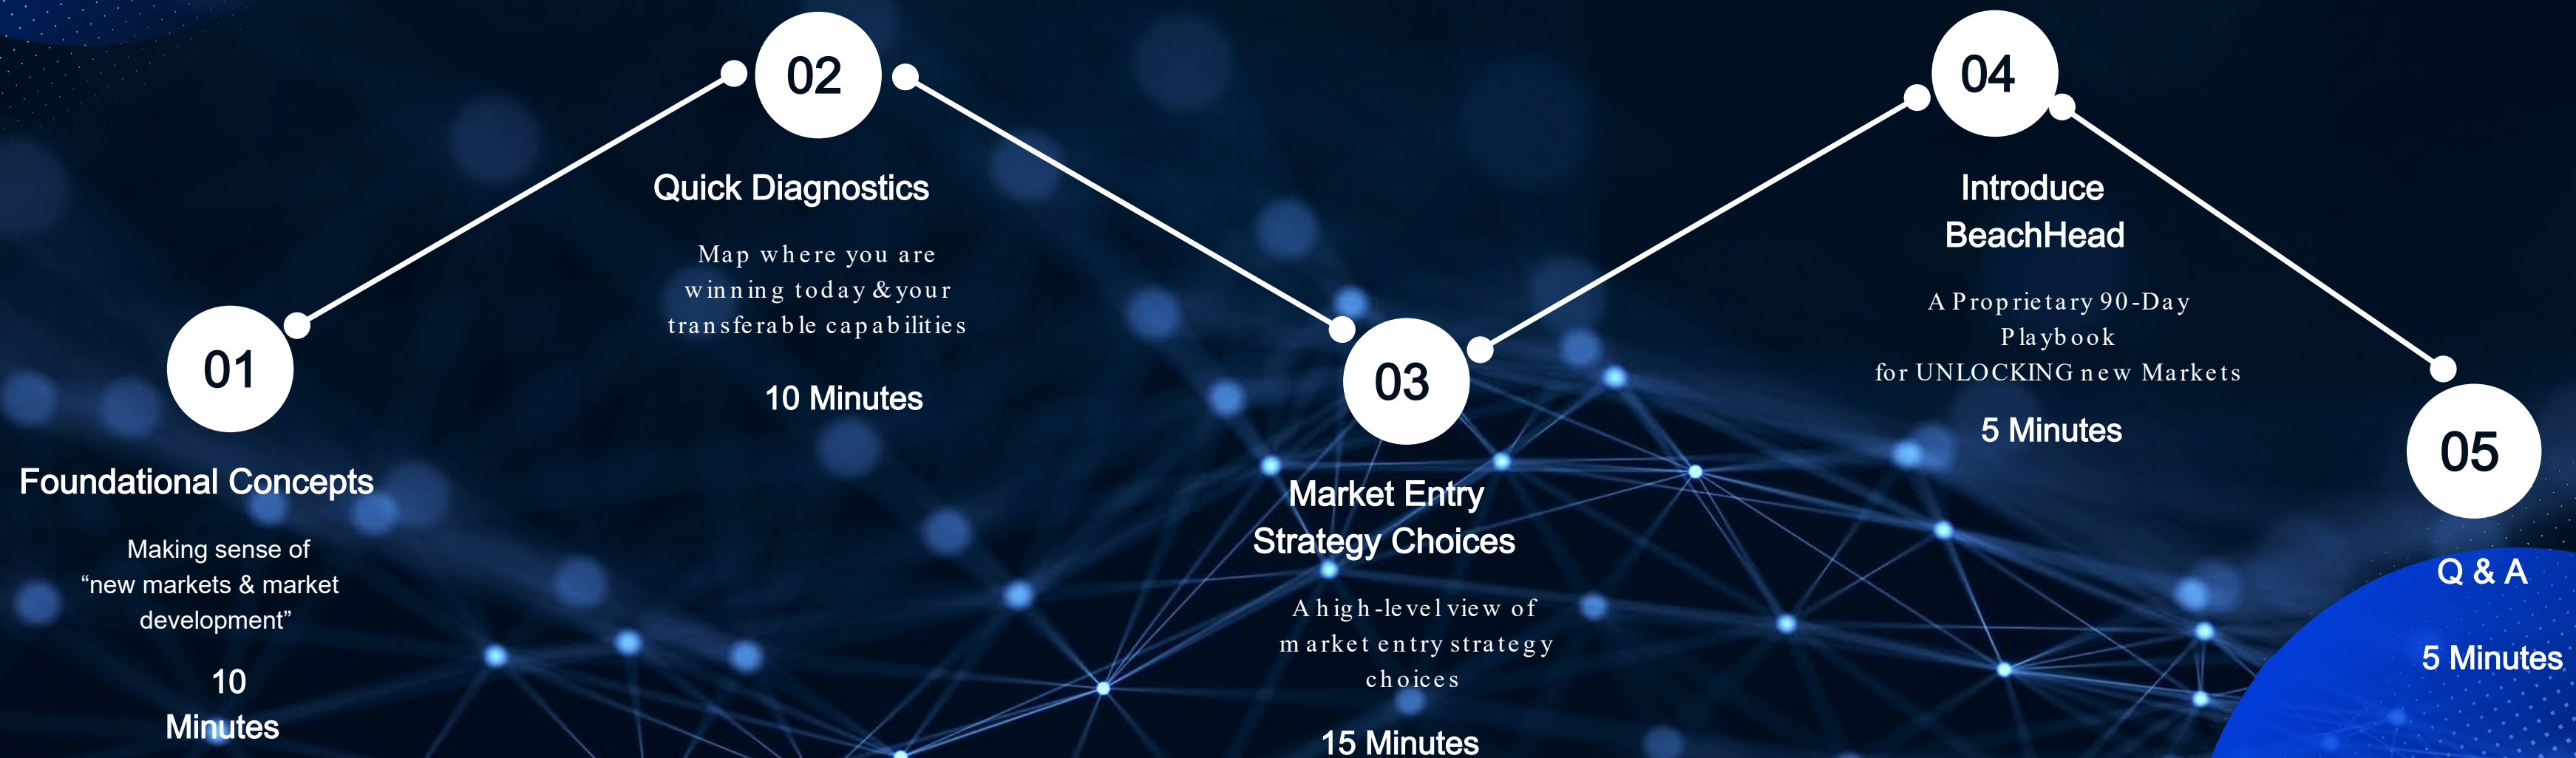 01
Foundational Concepts
Making sense of
“new markets & market
development”
10
Minutes
02
Quick Diagnostics
Map where you are
winning today & your
transferable capabilities
10 Minutes
03
Market Entry
Strategy Choices
A high-level view of
market entry strategy
choices
15 Minutes
04
Introduce
BeachHead
A Proprietary 90-Day
Playbook
for UNLOCKING new Markets
5 Minutes
05
Q & A
5 Minutes